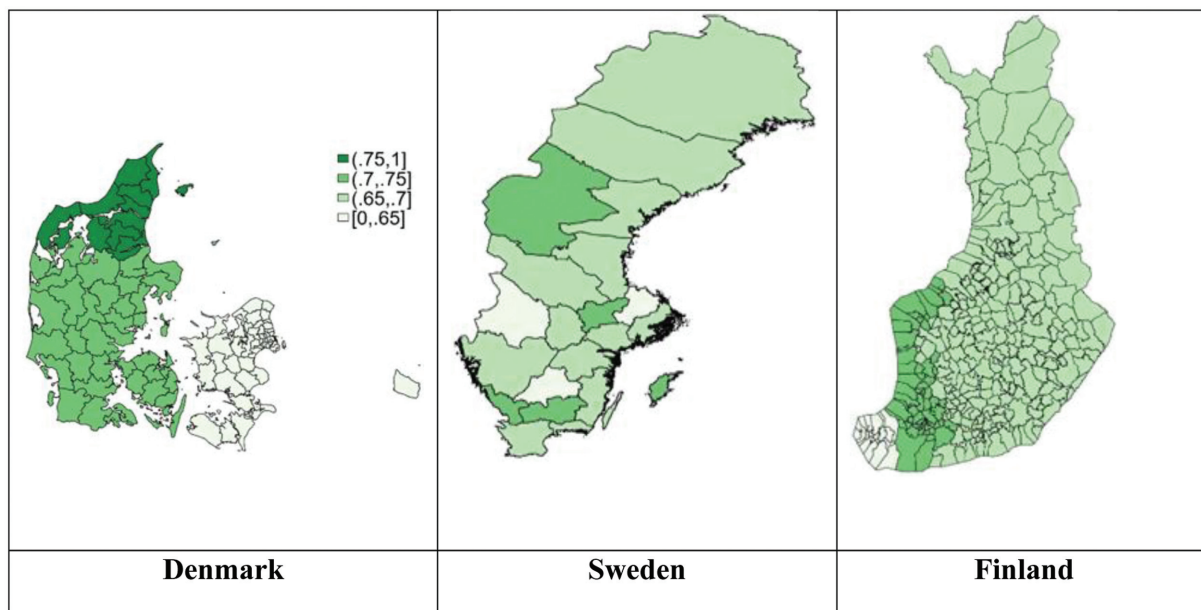 (.75,1]
(.7,.75]
(.65,.7]
[0,.65]
Denmark
Sweden
Finland